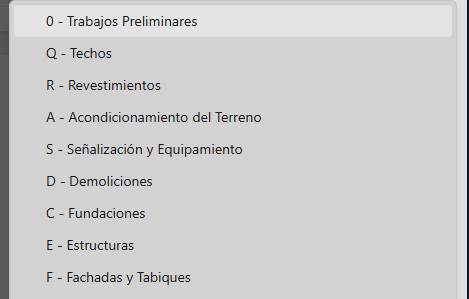 0 - Trabajos Preliminares
Q - Techos
R - Revestimientos
A - Acondicionamiento del Terreno
S - Señalización y Equipamiento
D - Demoliciones
C - Fundaciones
E - Estructuras
F - Fachadas y Tabiques